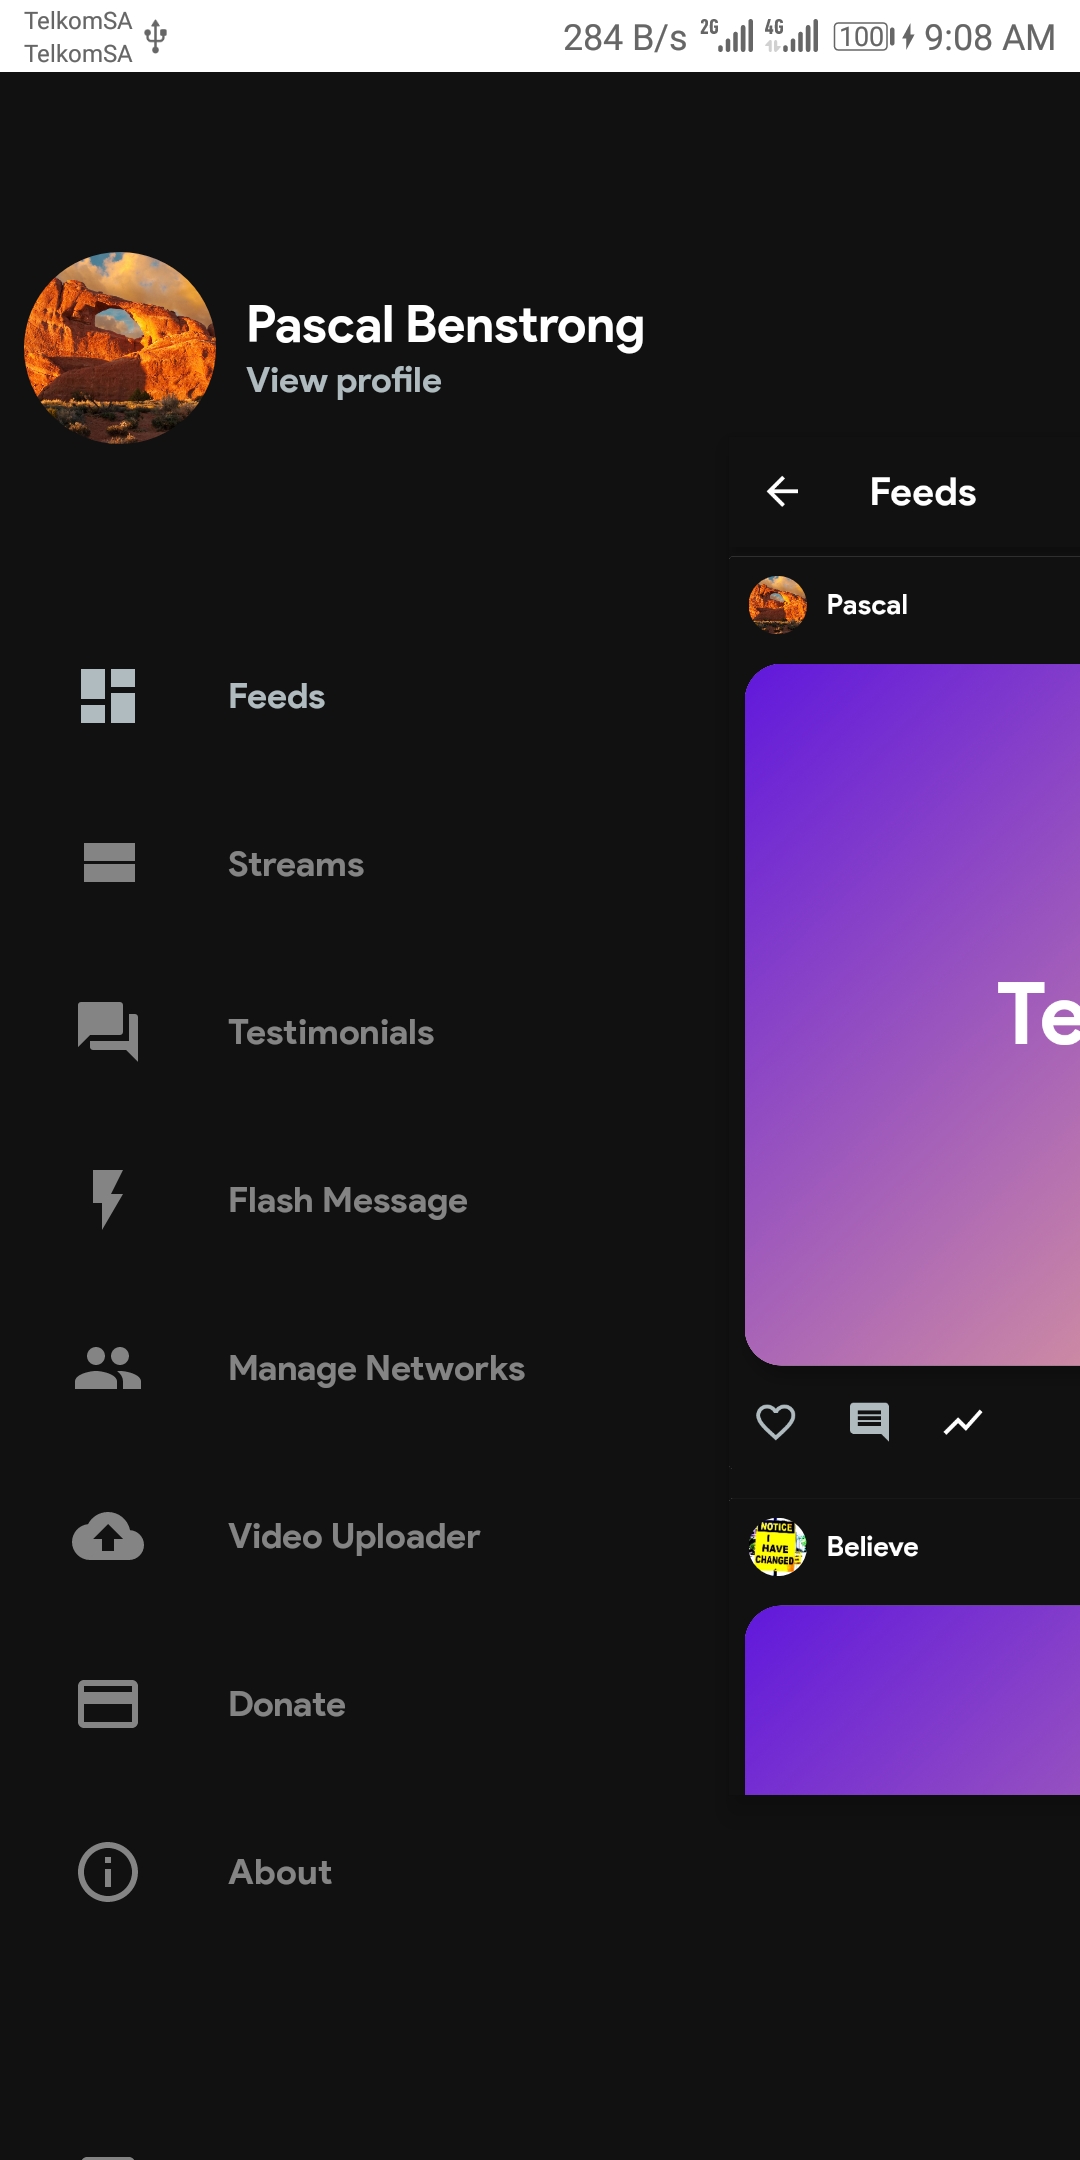 TelkomSA
TelkomSA
284 B/s 2G 4G 100 9:08 AM
Pascal Benstrong
View profile
Feeds
Pascal
Te
Believe
NOTICE
I
HAVE
CHANGED
Feeds
Streams
Testimonials
Flash Message
Manage Networks
Video Uploader
Donate
About